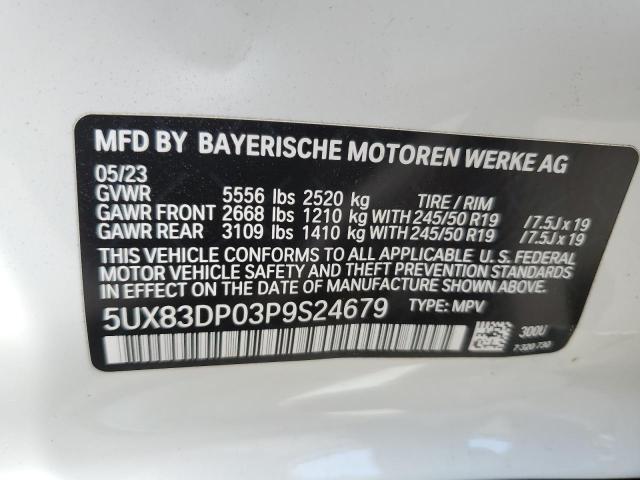 MFD BY BAYERISCHE MOTOREN WERKE AG
05/23
GVWR 5556 lbs 2520 kg TIRE / RIM
GAWR FRONT 2668 lbs 1210 kg WITH 245/50 R19 / 7.5J x 19
GAWR REAR 3109 lbs 1410 kg WITH 245/50 R19 / 7.5J x 19
THIS VEHICLE CONFORMS TO ALL APPLICABLE U. S. FEDERAL
MOTOR VEHICLE SAFETY AND THEFT PREVENTION STANDARDS
IN EFFECT ON THE DATE OF MANUFACTURE SHOWN ABOVE.
5UX83DP03P9S24679 TYPE: MPV
300U
7 320 730